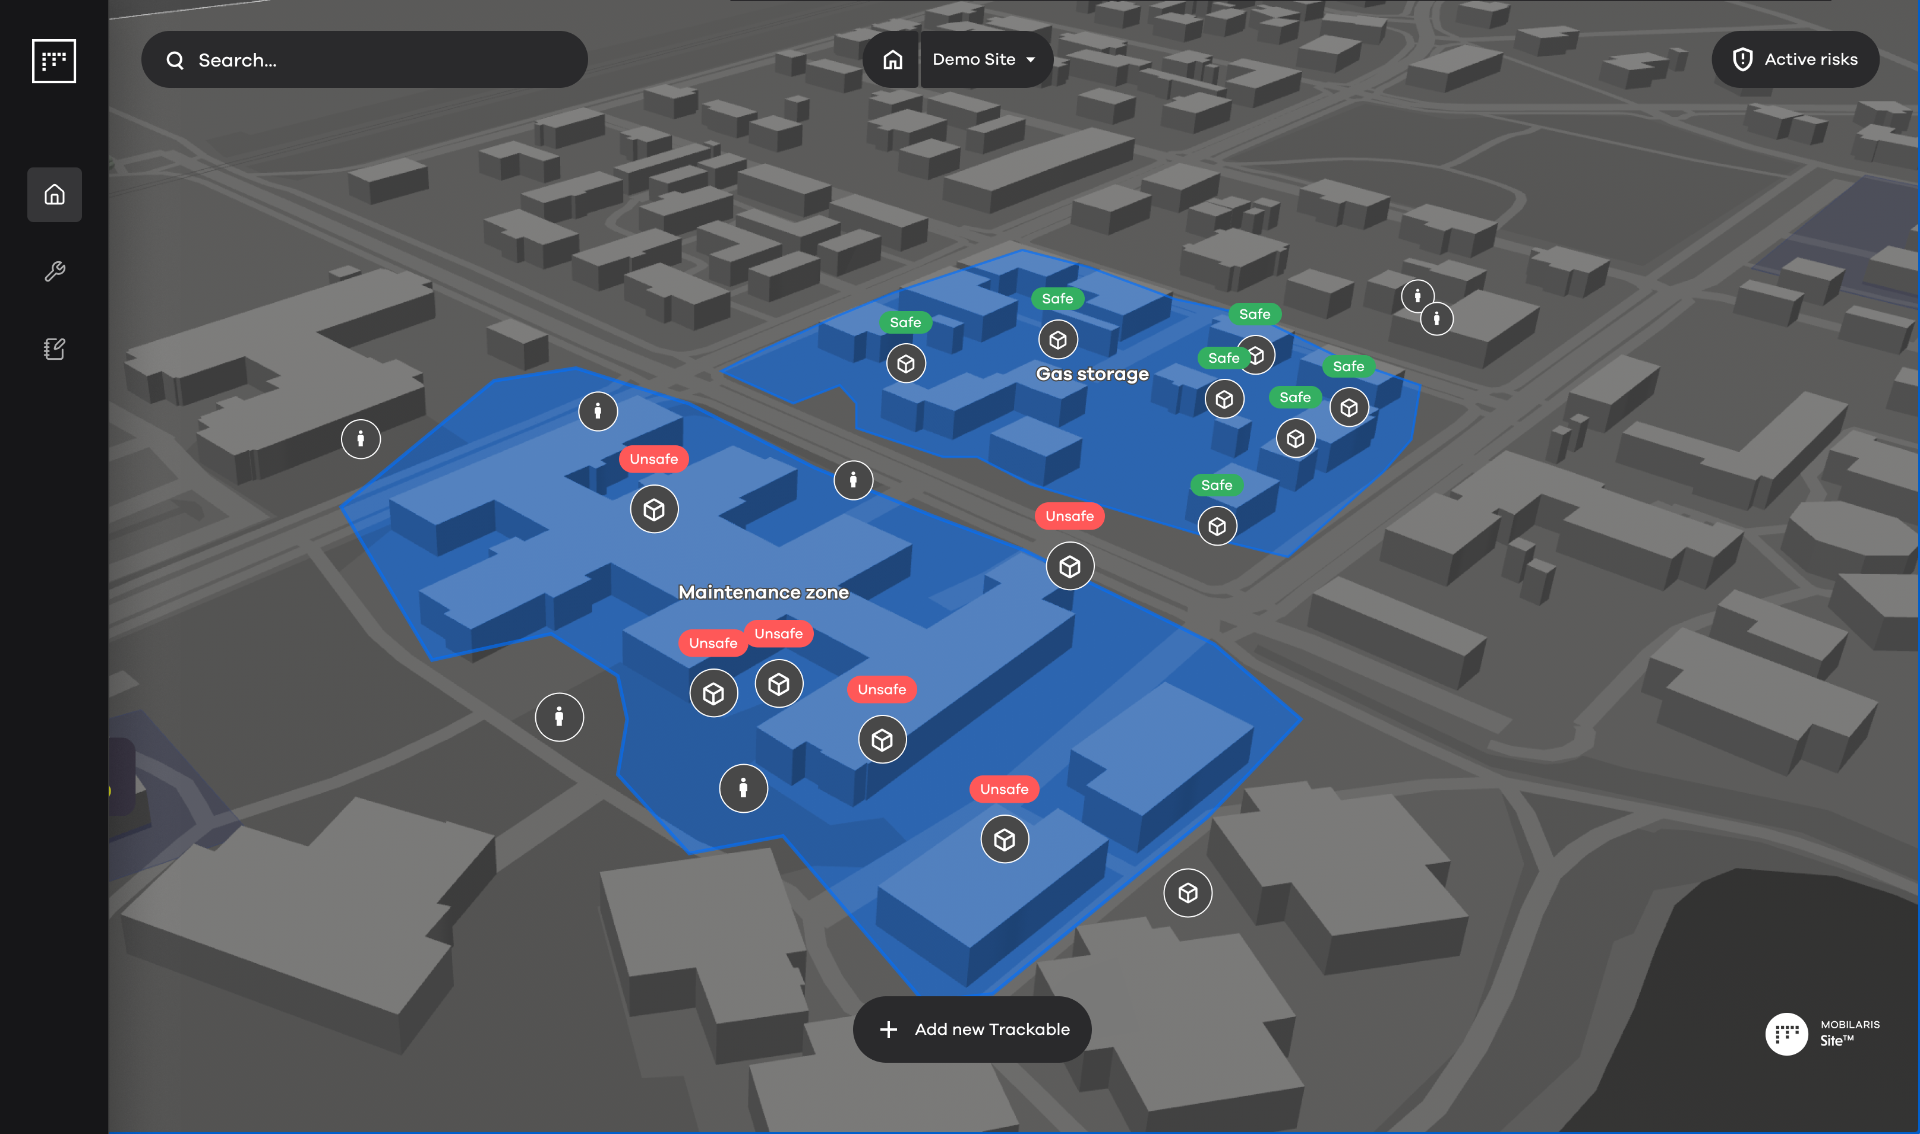 Search...
Demo Site
Active risks
Safe
Safe
Safe
Safe
Safe
Gas storage
Safe
Unsafe
Safe
Unsafe
Maintenance zone
Unsafe
Unsafe
Unsafe
Unsafe
Add new Trackable
MOBILARIS
Site™